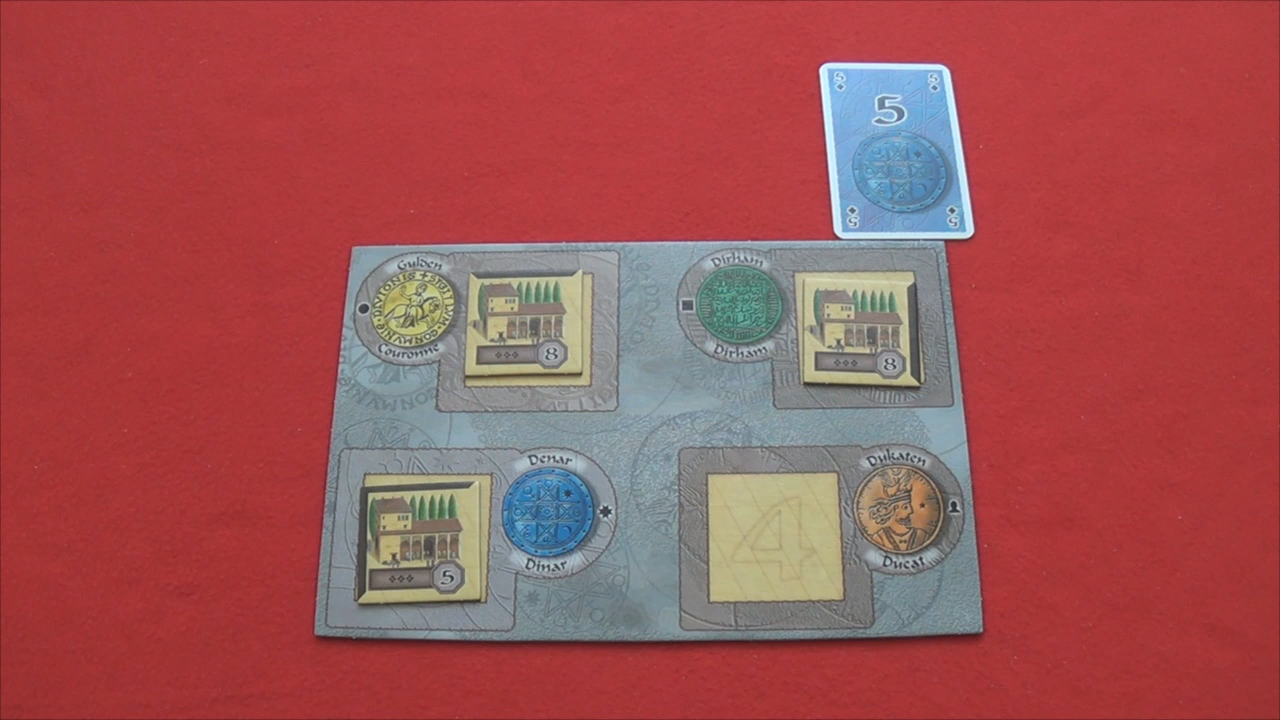 5 5
5
5 5
Gulden
Couronne
8
Dirham
Dirham
8
Denar
Dinar
5
4
Dukaten
Ducat